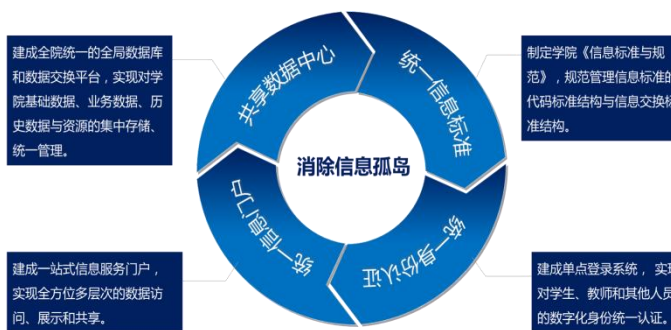 建成全院统一的全局数据库
和数据交换平台，实现对学
院基础数据、业务数据、历
史数据与资源的集中存储、
统一管理。
共享数据中心
统一信息标准
制定学院《信息标准与规
范》，规范管理信息标准的
代码标准结构与信息交换标
准结构。
消除信息孤岛
统一信息门户
统一身份认证
建成一站式信息服务门户，
实现全方位多层次的数据访
问、展示和共享。
建成单点登录系统， 实现
对学生、教师和其他人员
的数字化身份统一认证。